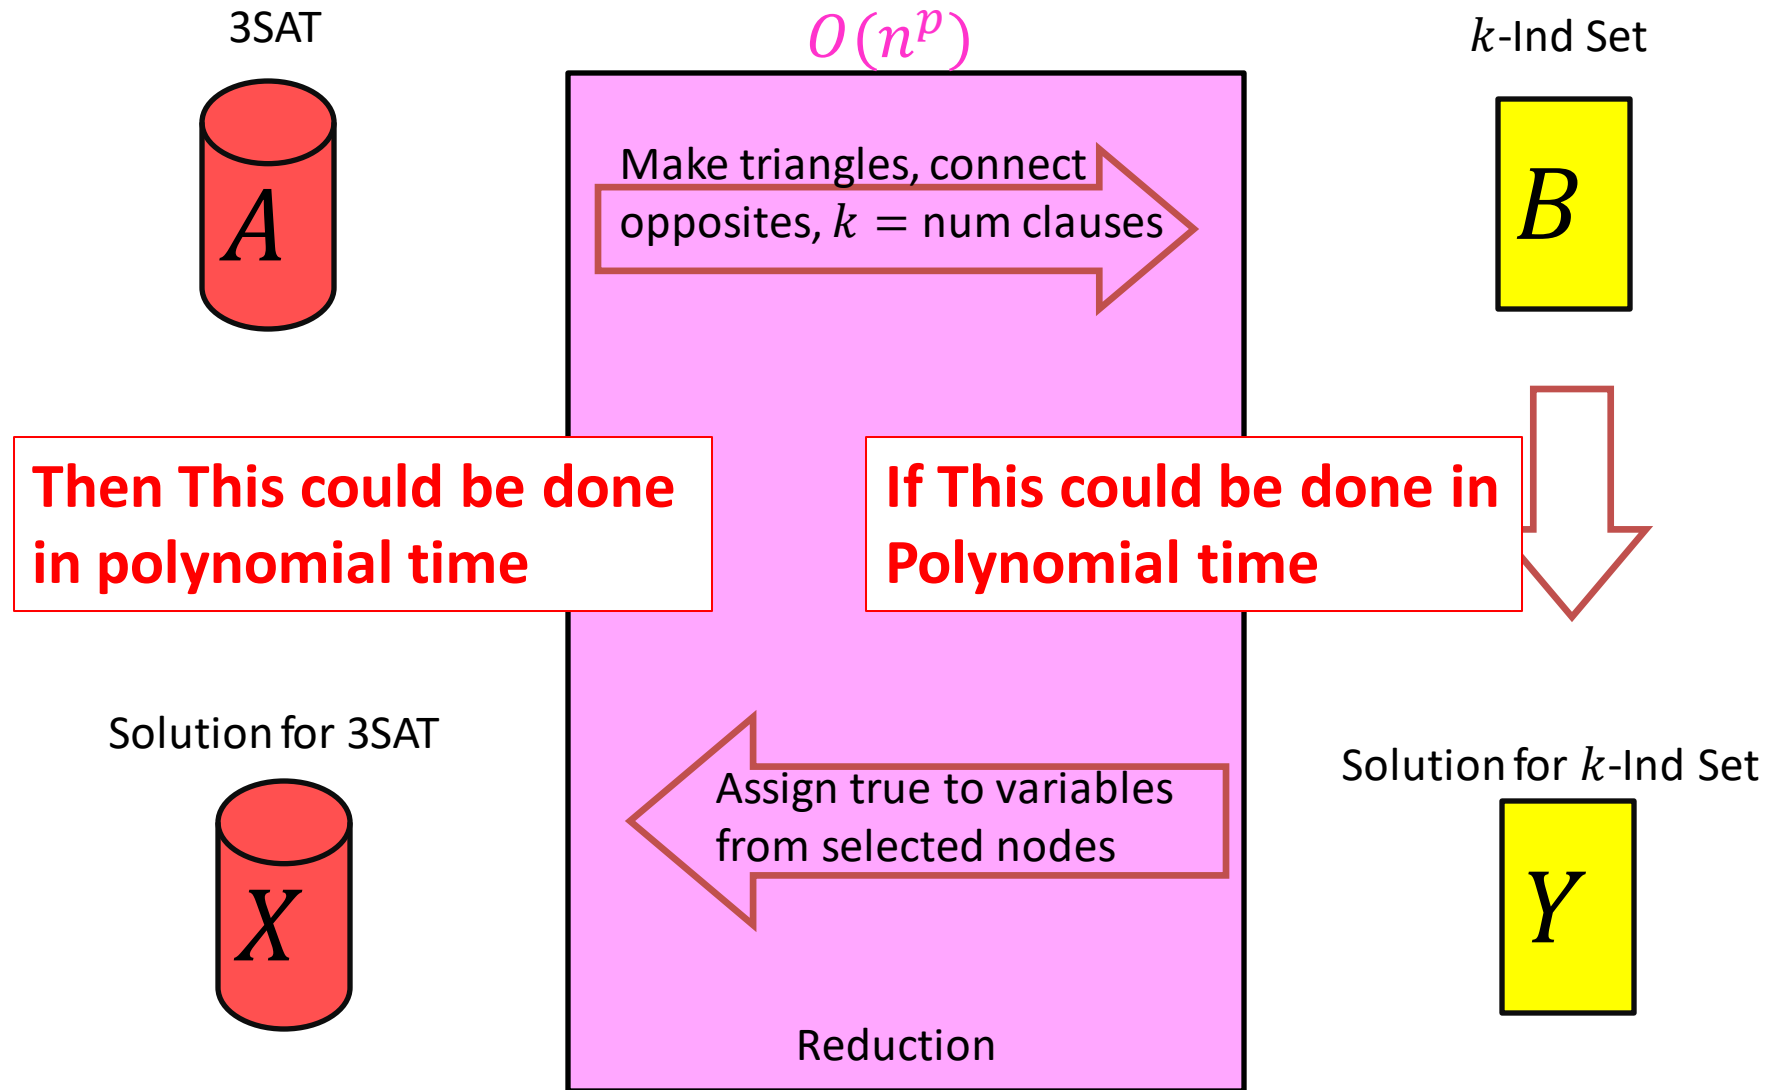 3SAT
O(n^p)
k-Ind Set
A
Make triangles, connect
opposites, k = num clauses
B
Then This could be done
in polynomial time
If This could be done in
Polynomial time
Solution for 3SAT
Solution for k-Ind Set
X
Assign true to variables
from selected nodes
Y
Reduction